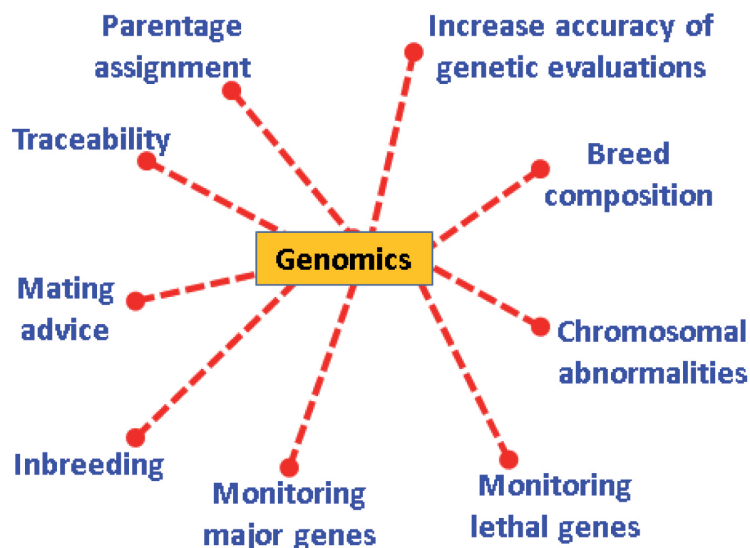 Parentage
assignment
Increase accuracy of
genetic evaluations
Traceability
Breed
composition
Genomics
Mating
advice
Chromosomal
abnormalities
Inbreeding
Monitoring
major genes
Monitoring
lethal genes